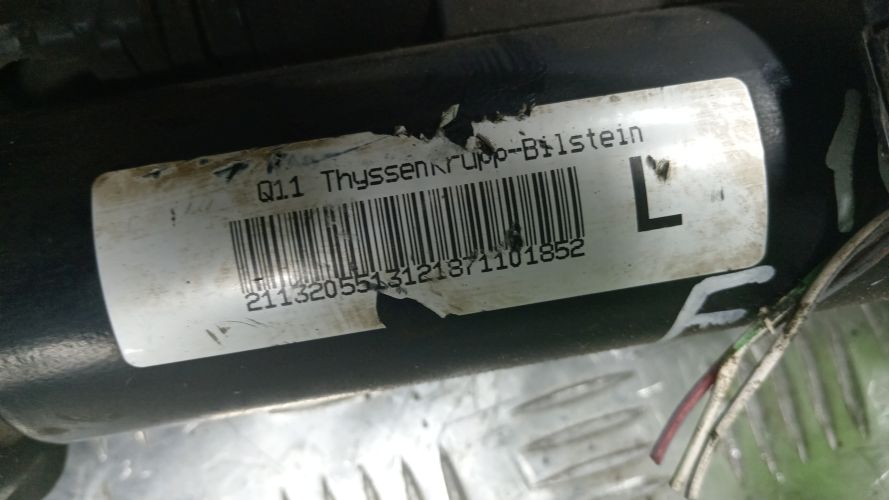 Q11 ThyssenKrupp-Bilstein
L
2113205513121871101852
F